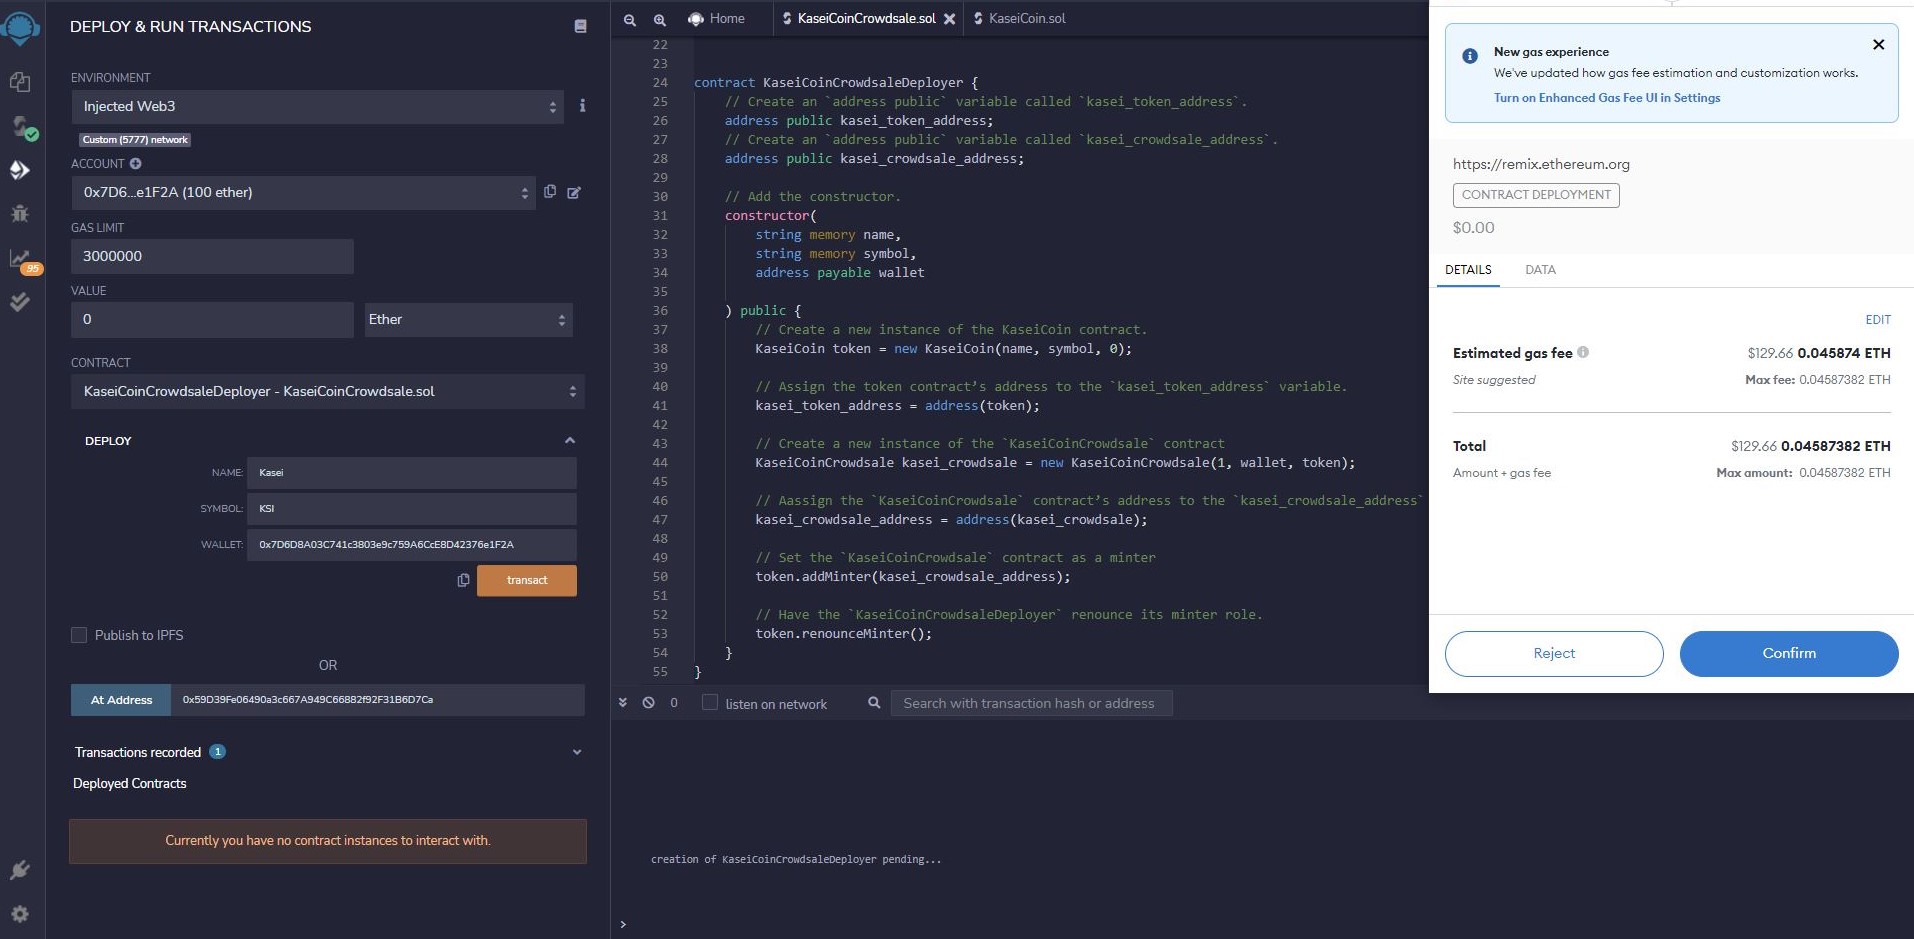 DEPLOY & RUN TRANSACTIONS
ENVIRONMENT
Injected Web3
Custom (5777) network
ACCOUNT
0x7D6...e1F2A (100 ether)
GAS LIMIT
3000000
VALUE
0
Ether
CONTRACT
KaseiCoinCrowdsaleDeployer - KaseiCoinCrowdsale.sol
DEPLOY
NAME: Kasei
SYMBOL: KSI
WALLET: 0x7D6D8A03C741c3803e9c759A6CcE8D42376e1F2A
transact
Publish to IPFS
OR
At Address 0x59D39Fe06490a3c667A949C66882f92F31B6D7Ca
Transactions recorded 1
Deployed Contracts
Currently you have no contract instances to interact with.
95
Home
KaseiCoinCrowdsale.sol
KaseiCoin.sol
22
23
24 contract KaseiCoinCrowdsaleDeployer {
25 // Create an `address public` variable called `kasei_token_address`.
26 address public kasei_token_address;
27 // Create an `address public` variable called `kasei_crowdsale_address`.
28 address public kasei_crowdsale_address;
29
30 // Add the constructor.
31 constructor(
32 string memory name,
33 string memory symbol,
34 address payable wallet
35
36 ) public {
37 // Create a new instance of the KaseiCoin contract.
38 KaseiCoin token = new KaseiCoin(name, symbol, 0);
39
40 // Assign the token contract’s address to the `kasei_token_address` variable.
41 kasei_token_address = address(token);
42
43 // Create a new instance of the `KaseiCoinCrowdsale` contract
44 KaseiCoinCrowdsale kasei_crowdsale = new KaseiCoinCrowdsale(1, wallet, token);
45
46 // Aassign the `KaseiCoinCrowdsale` contract’s address to the `kasei_crowdsale_address`
47 kasei_crowdsale_address = address(kasei_crowdsale);
48
49 // Set the `KaseiCoinCrowdsale` contract as a minter
50 token.addMinter(kasei_crowdsale_address);
51
52 // Have the `KaseiCoinCrowdsaleDeployer` renounce its minter role.
53 token.renounceMinter();
54 }
55 }
0
listen on network
Search with transaction hash or address
creation of KaseiCoinCrowdsaleDeployer pending...
>
New gas experience
We've updated how gas fee estimation and customization works.
Turn on Enhanced Gas Fee UI in Settings
https://remix.ethereum.org
CONTRACT DEPLOYMENT
$0.00
DETAILS
DATA
EDIT
Estimated gas fee $129.66 0.045874 ETH
Site suggested Max fee: 0.04587382 ETH
Total $129.66 0.04587382 ETH
Amount + gas fee Max amount: 0.04587382 ETH
Reject
Confirm